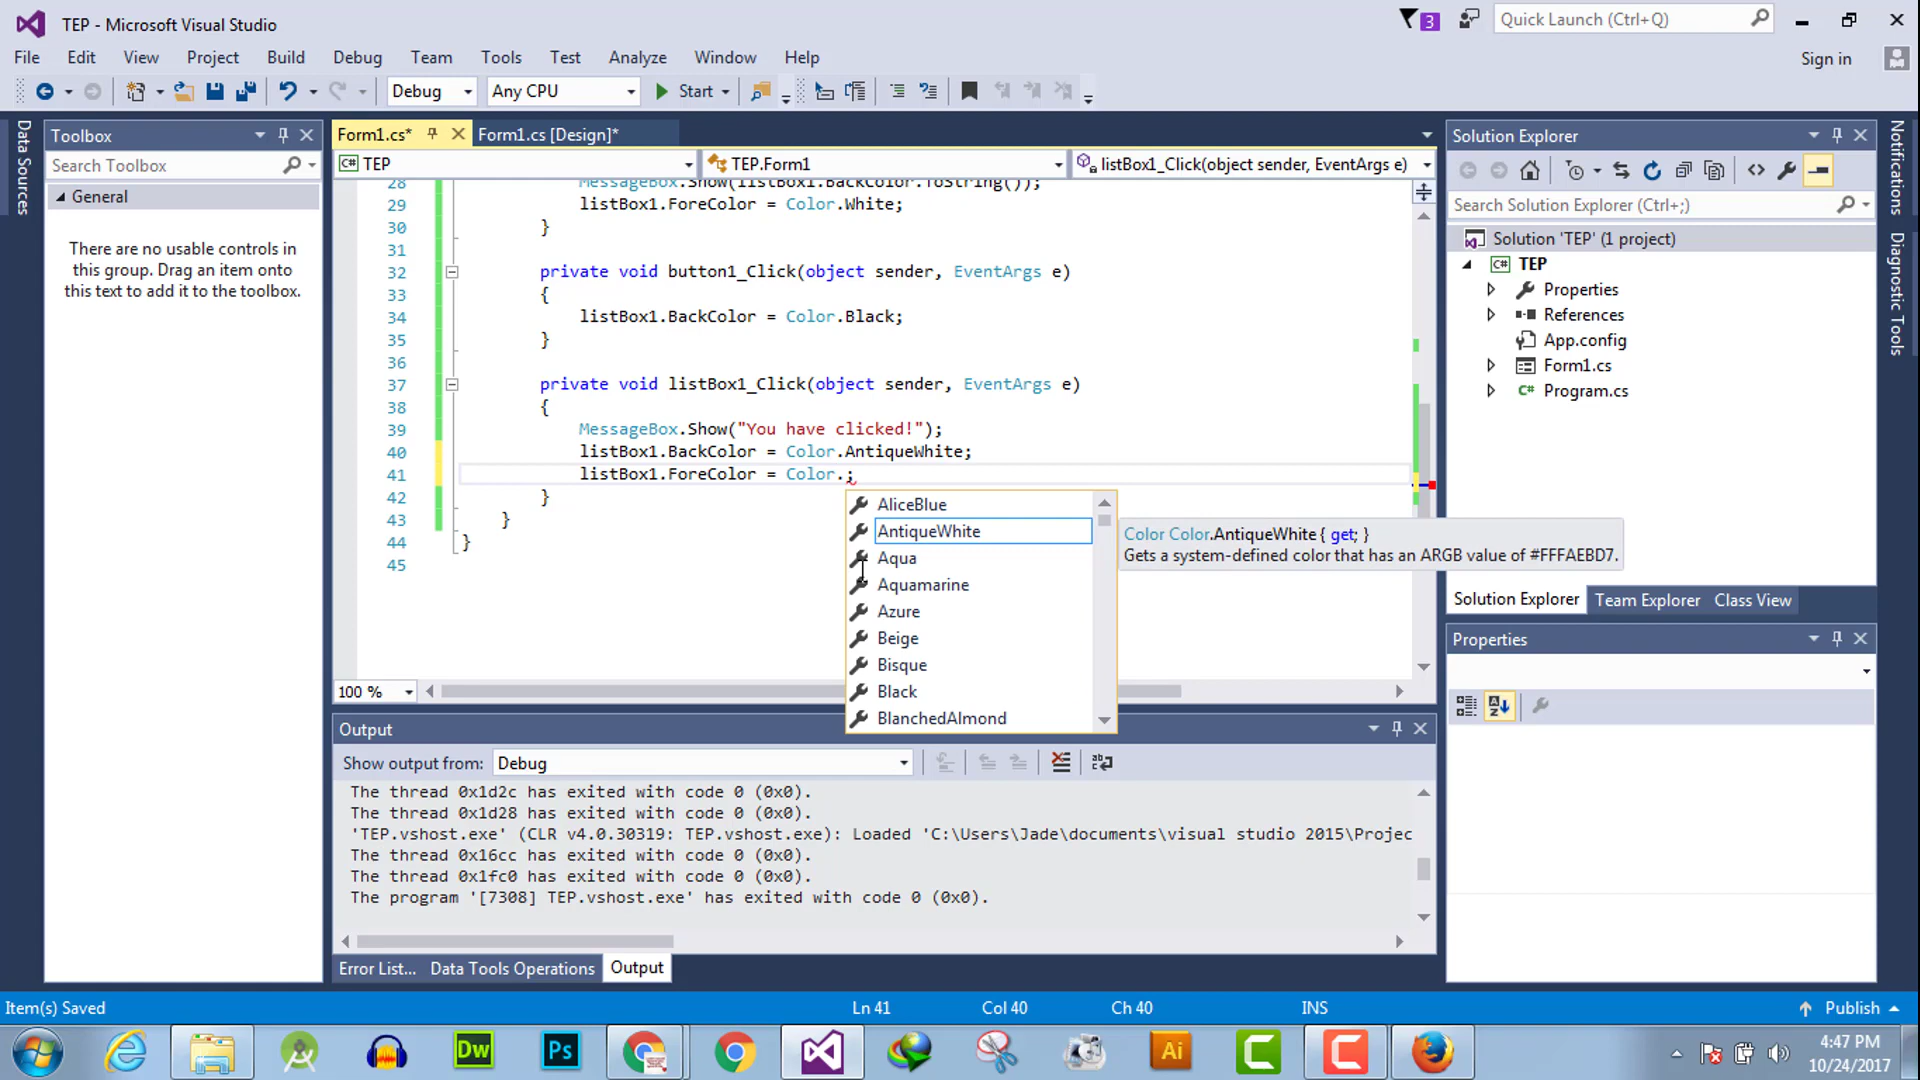 TEP - Microsoft Visual Studio
3
Quick Launch (Ctrl+Q)
File Edit View Project Build Debug Team Tools Test Analyze Window Help
Sign in
Debug Any CPU Start
Data Sources
Toolbox
Search Toolbox
General
There are no usable controls in
this group. Drag an item onto
this text to add it to the toolbox.
Form1.cs* Form1.cs [Design]*
C# TEP TEP.Form1 listBox1_Click(object sender, EventArgs e)
28 MessageBox.Show(listBox1.BackColor.ToString());
29 listBox1.ForeColor = Color.White;
30 }
31
32 private void button1_Click(object sender, EventArgs e)
33 {
34 listBox1.BackColor = Color.Black;
35 }
36
37 private void listBox1_Click(object sender, EventArgs e)
38 {
39 MessageBox.Show("You have clicked!");
40 listBox1.BackColor = Color.AntiqueWhite;
41 listBox1.ForeColor = Color.;
42 }
43 }
44 }
45
AliceBlue
AntiqueWhite
Aqua
Aquamarine
Azure
Beige
Bisque
Black
BlanchedAlmond
Color Color.AntiqueWhite { get; }
Gets a system-defined color that has an ARGB value of #FFFAEBD7.
100 %
Output
Show output from: Debug
The thread 0x1d2c has exited with code 0 (0x0).
The thread 0x1d28 has exited with code 0 (0x0).
'TEP.vshost.exe' (CLR v4.0.30319: TEP.vshost.exe): Loaded 'C:\Users\Jade\documents\visual studio 2015\Projec
The thread 0x16cc has exited with code 0 (0x0).
The thread 0x1fc0 has exited with code 0 (0x0).
The program '[7308] TEP.vshost.exe' has exited with code 0 (0x0).
Error List... Data Tools Operations Output
Solution Explorer
Search Solution Explorer (Ctrl+;)
Solution 'TEP' (1 project)
C# TEP
Properties
References
App.config
Form1.cs
C# Program.cs
Solution Explorer Team Explorer Class View
Properties
Notifications
Diagnostic Tools
Item(s) Saved Ln 41 Col 40 Ch 40 INS Publish
Dw Ps Ai
4:47 PM
10/24/2017